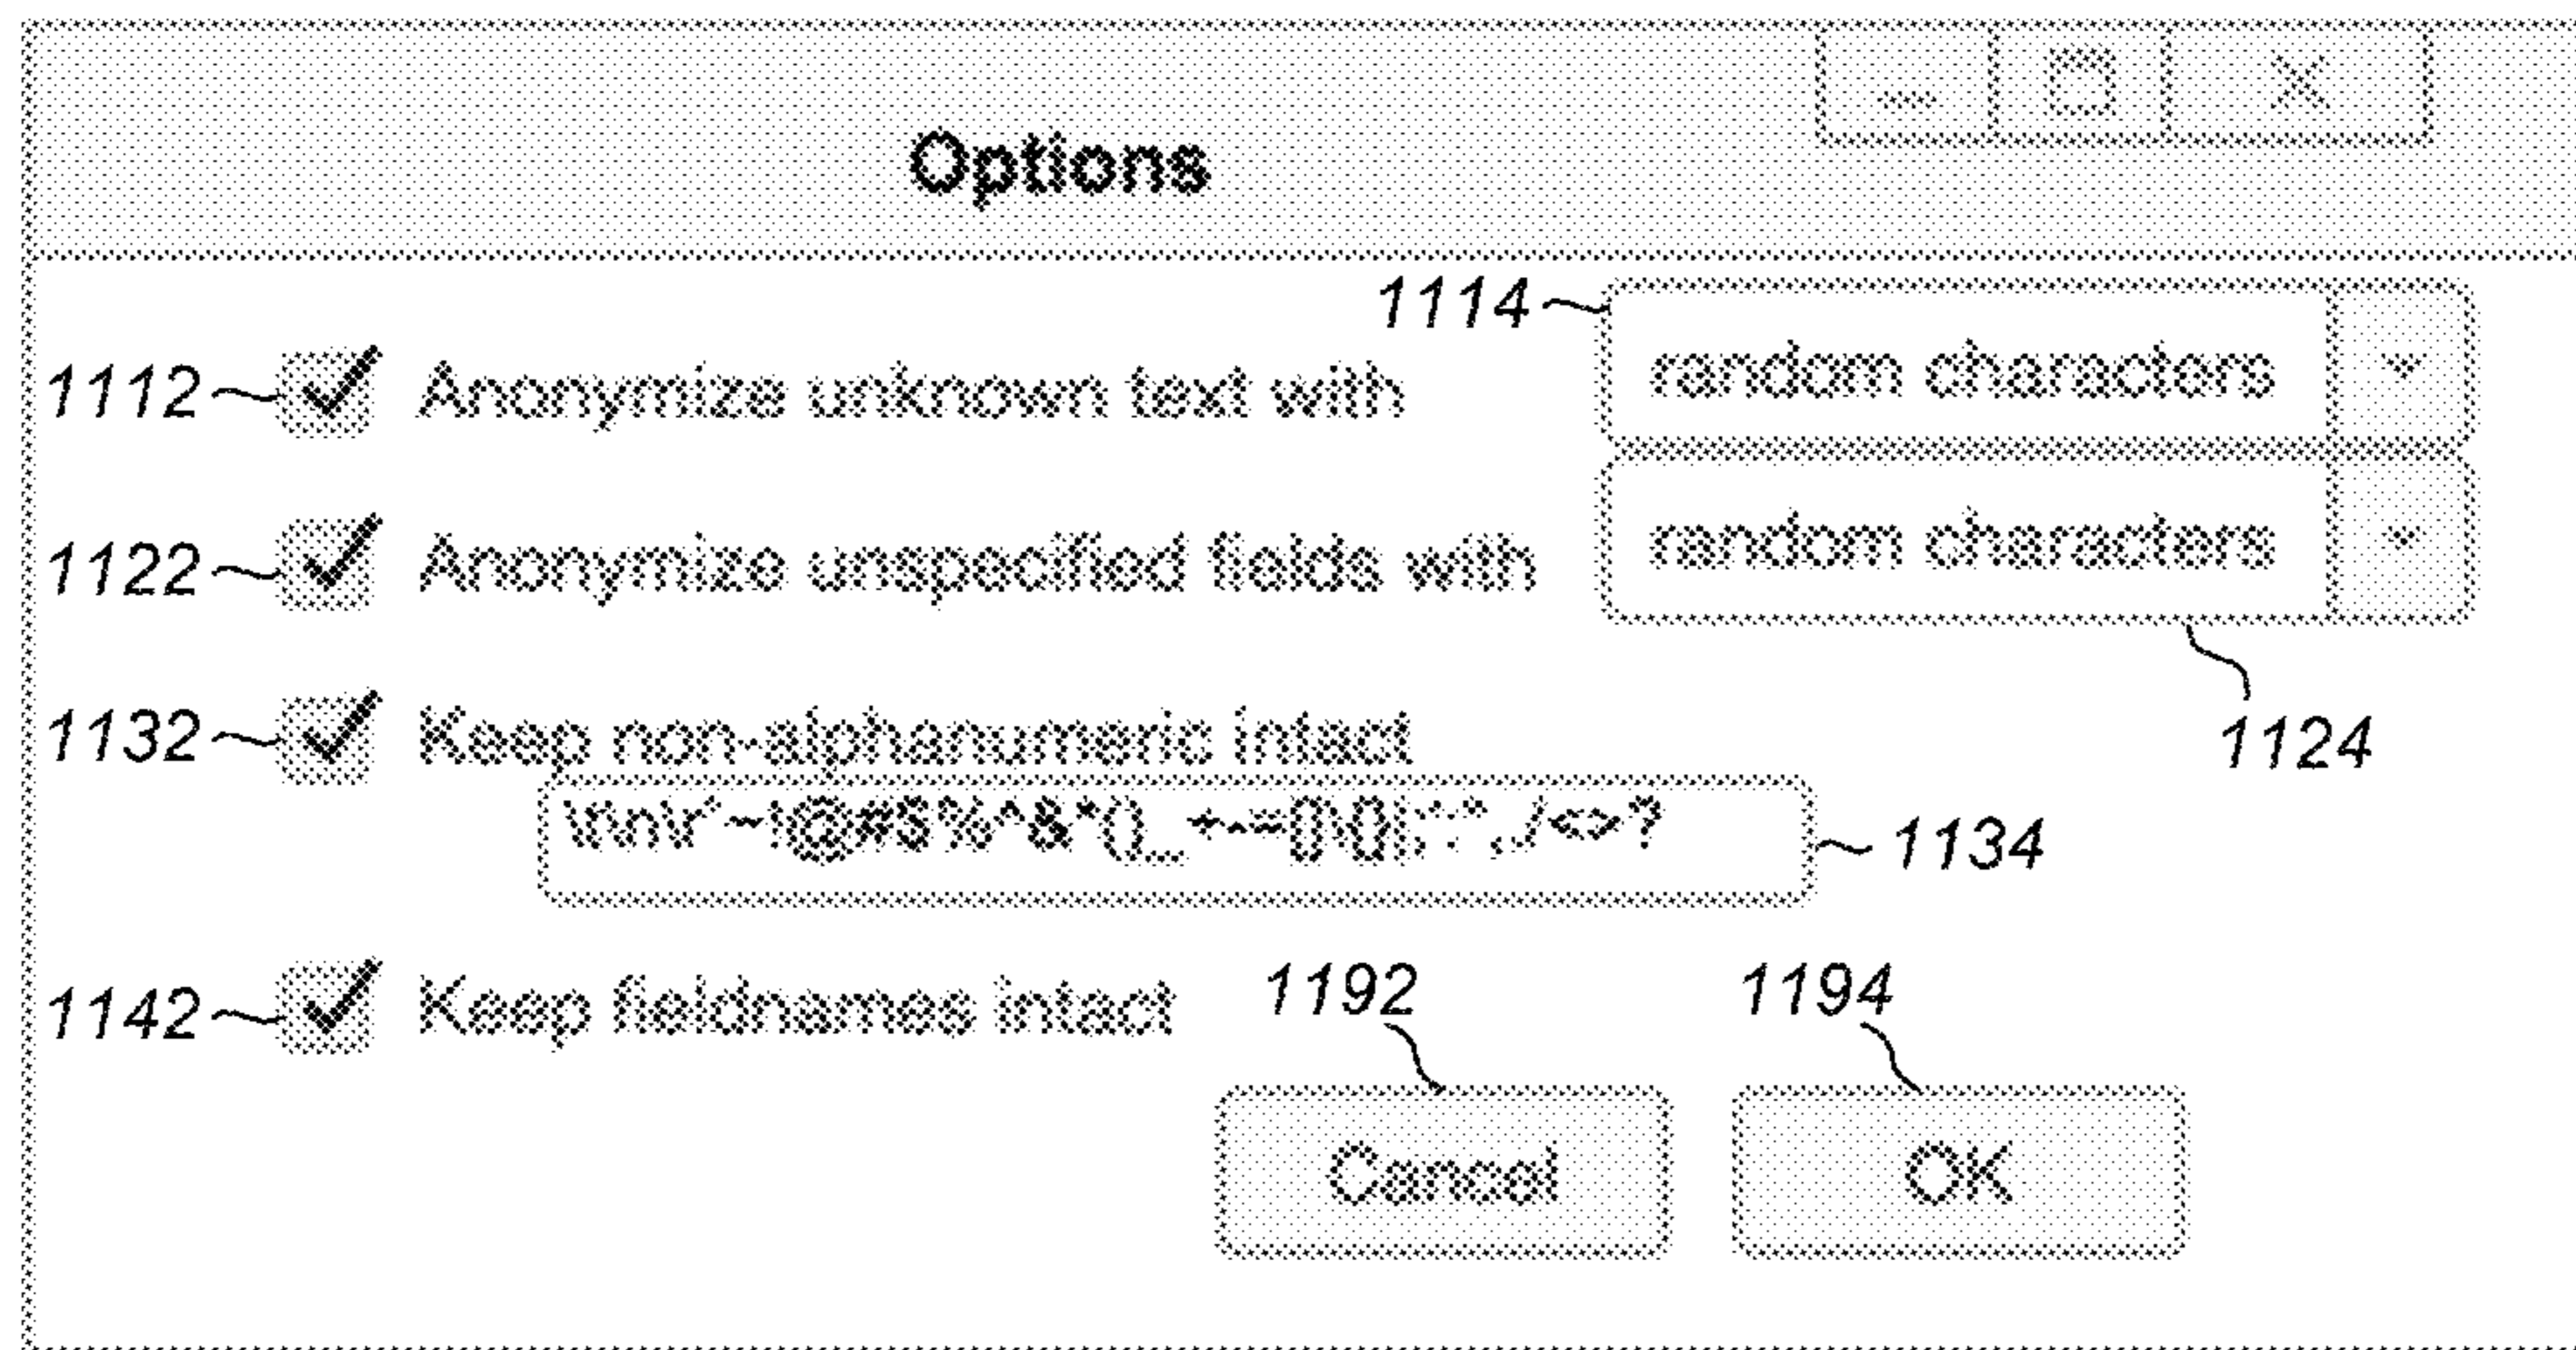 Options
1114
random characters
1112 Anonymize unknown text with
1122 Anonymize unspecified fields with
random characters
1124
1132 Keep non-alphanumeric intact
\t\n\r`~!@#$%^&*()_+-=[]\{}|;':",./<>?
1134
1142 Keep fieldnames intact
1192
1194
Cancel
OK